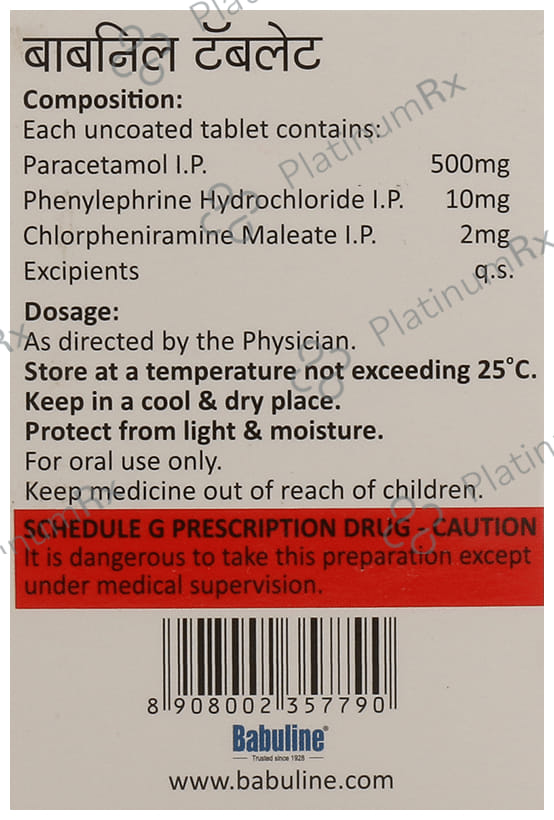 बाबनिल टॅबलेट
Composition:
Each uncoated tablet contains:
Paracetamol I.P. 500mg
Phenylephrine Hydrochloride I.P. 10mg
Chlorpheniramine Maleate I.P. 2mg
Excipients q.s.
Dosage:
As directed by the Physician.
Store at a temperature not exceeding 25°C.
Keep in a cool & dry place.
Protect from light & moisture.
For oral use only.
Keep medicine out of reach of children.
SCHEDULE G PRESCRIPTION DRUG - CAUTION
It is dangerous to take this preparation except
under medical supervision.
8 908002 357790
Babuline®
Trusted since 1928
www.babuline.com
PlatinumRx
PlatinumRx